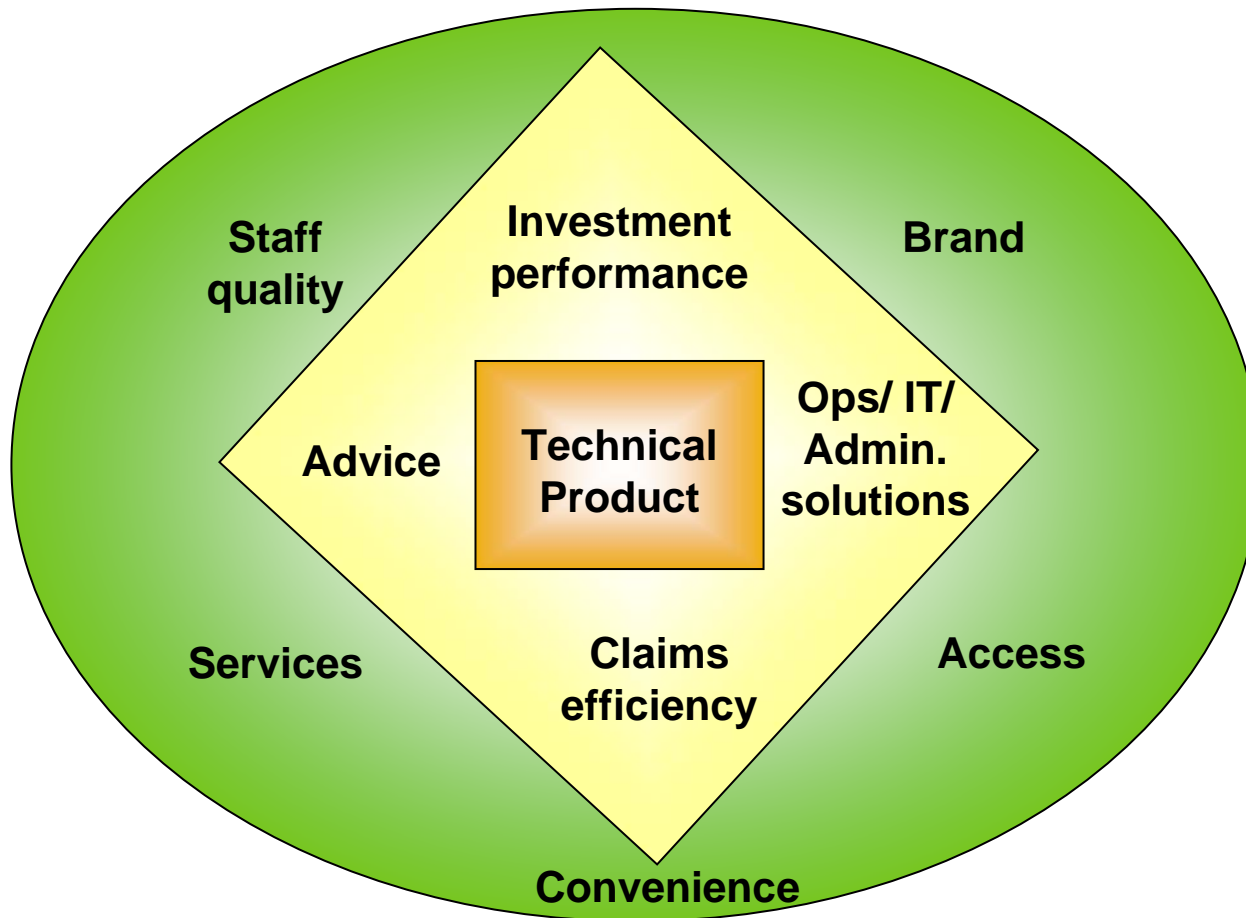 Staff
quality
Investment
performance
Brand
Advice
Technical
Product
Ops/ IT/
Admin.
solutions
Services
Claims
efficiency
Access
Convenience